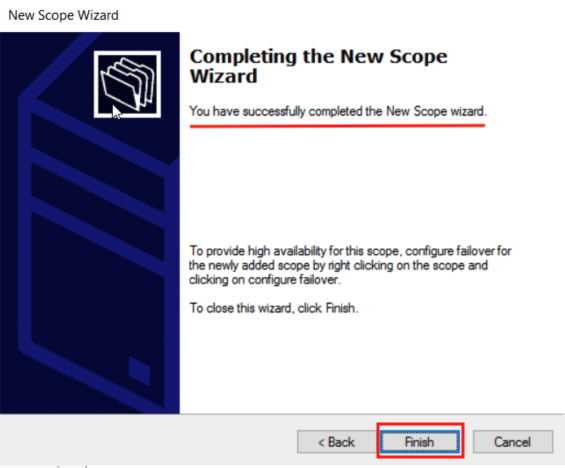 New Scope Wizard
Completing the New Scope
Wizard
You have successfully completed the New Scope wizard.
To provide high availability for this scope, configure failover for
the newly added scope by right clicking on the scope and
clicking on configure failover.
To close this wizard, click Finish.
< Back
Finish
Cancel